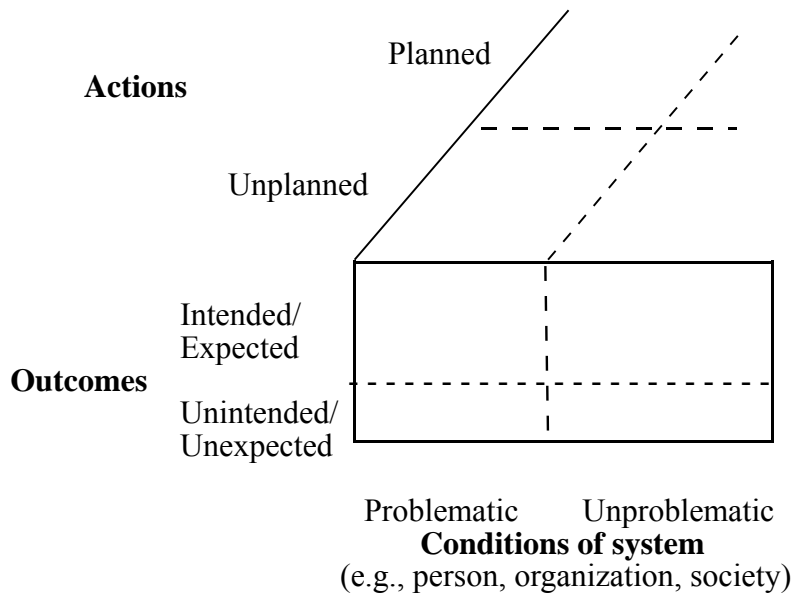 Planned
Actions
Unplanned
Intended/
Expected
Outcomes
Unintended/
Unexpected
Problematic Unproblematic
Conditions of system
(e.g., person, organization, society)